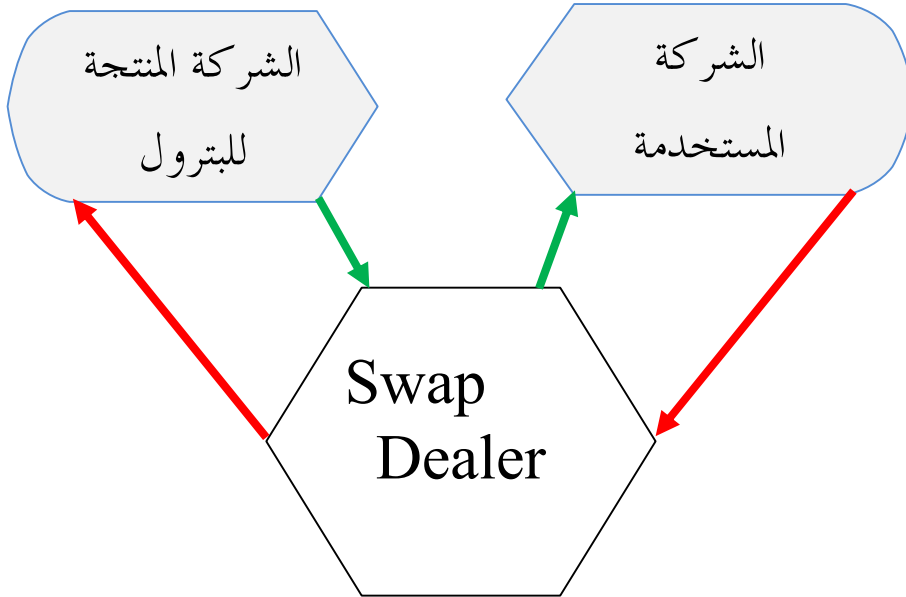 الشركة
المستخدمة
الشركة المنتجة
للبترول
Swap
Dealer